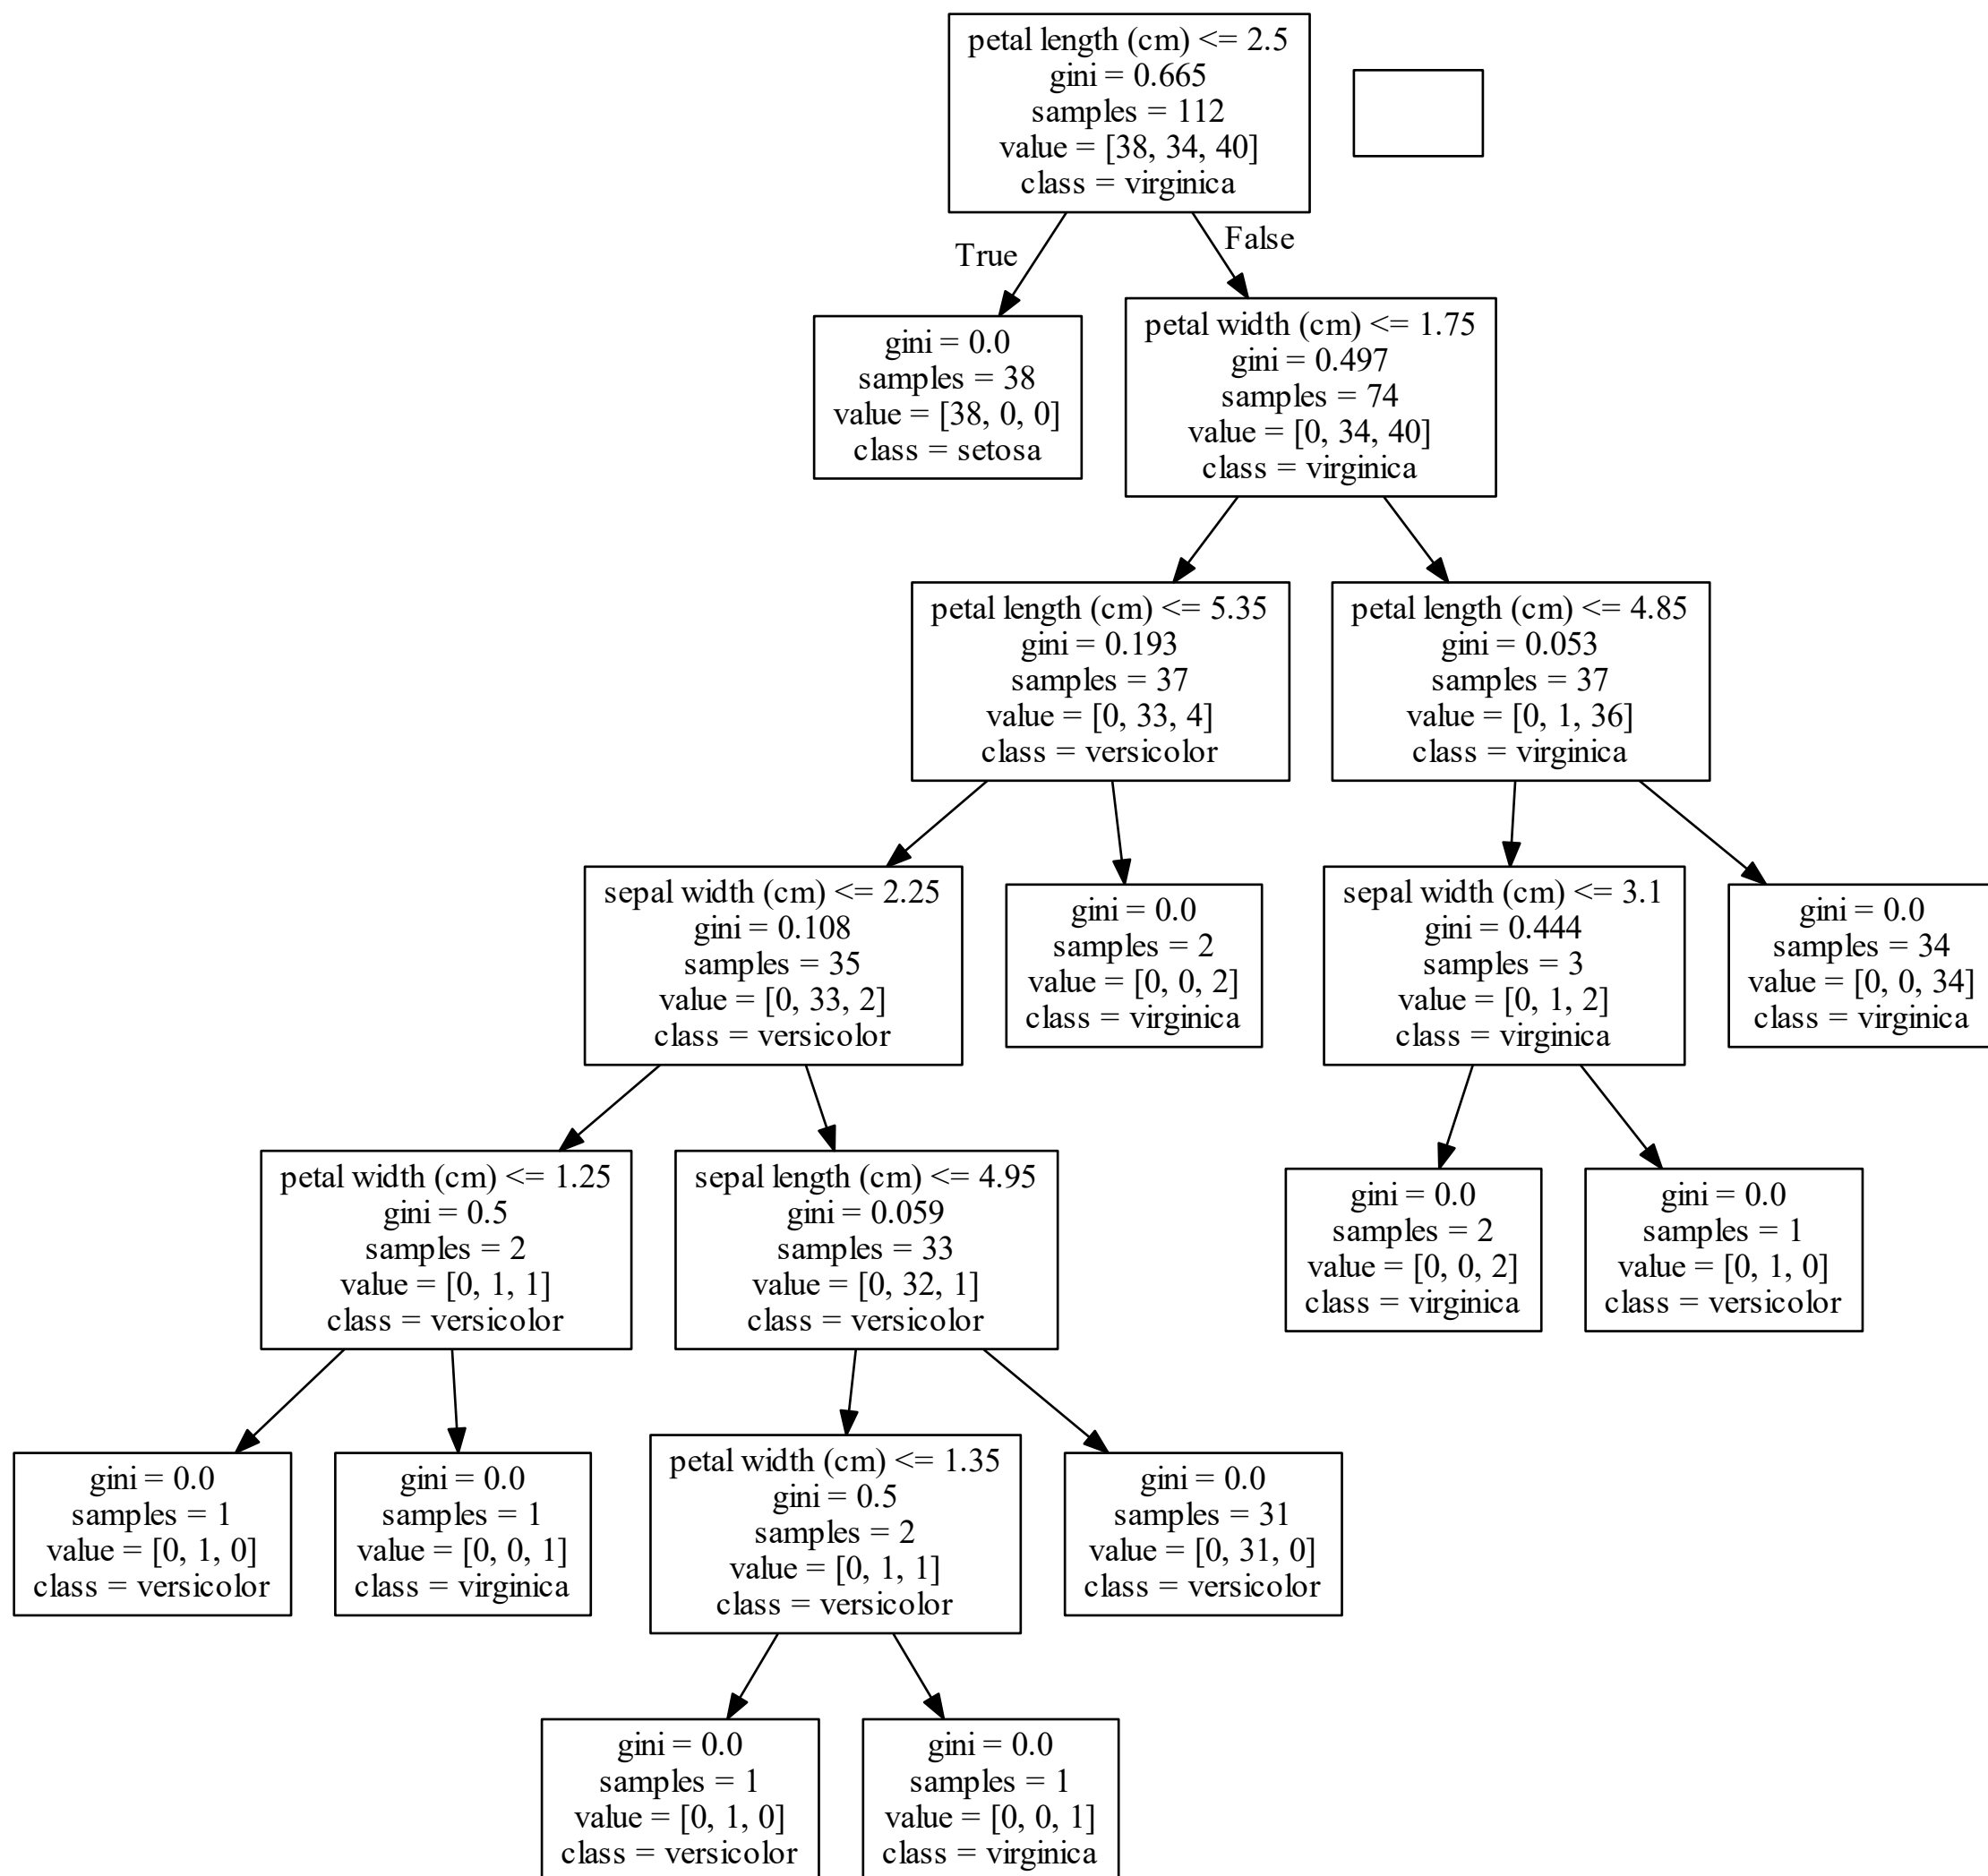 petal length (cm) <= 2.5
gini = 0.665
samples = 112
value = [38, 34, 40]
class = virginica
True
False
gini = 0.0
samples = 38
value = [38, 0, 0]
class = setosa
petal width (cm) <= 1.75
gini = 0.497
samples = 74
value = [0, 34, 40]
class = virginica
petal length (cm) <= 5.35
gini = 0.193
samples = 37
value = [0, 33, 4]
class = versicolor
petal length (cm) <= 4.85
gini = 0.053
samples = 37
value = [0, 1, 36]
class = virginica
sepal width (cm) <= 2.25
gini = 0.108
samples = 35
value = [0, 33, 2]
class = versicolor
gini = 0.0
samples = 2
value = [0, 0, 2]
class = virginica
sepal width (cm) <= 3.1
gini = 0.444
samples = 3
value = [0, 1, 2]
class = virginica
gini = 0.0
samples = 34
value = [0, 0, 34]
class = virginica
petal width (cm) <= 1.25
gini = 0.5
samples = 2
value = [0, 1, 1]
class = versicolor
sepal length (cm) <= 4.95
gini = 0.059
samples = 33
value = [0, 32, 1]
class = versicolor
gini = 0.0
samples = 2
value = [0, 0, 2]
class = virginica
gini = 0.0
samples = 1
value = [0, 1, 0]
class = versicolor
gini = 0.0
samples = 1
value = [0, 1, 0]
class = versicolor
gini = 0.0
samples = 1
value = [0, 0, 1]
class = virginica
petal width (cm) <= 1.35
gini = 0.5
samples = 2
value = [0, 1, 1]
class = versicolor
gini = 0.0
samples = 31
value = [0, 31, 0]
class = versicolor
gini = 0.0
samples = 1
value = [0, 1, 0]
class = versicolor
gini = 0.0
samples = 1
value = [0, 0, 1]
class = virginica